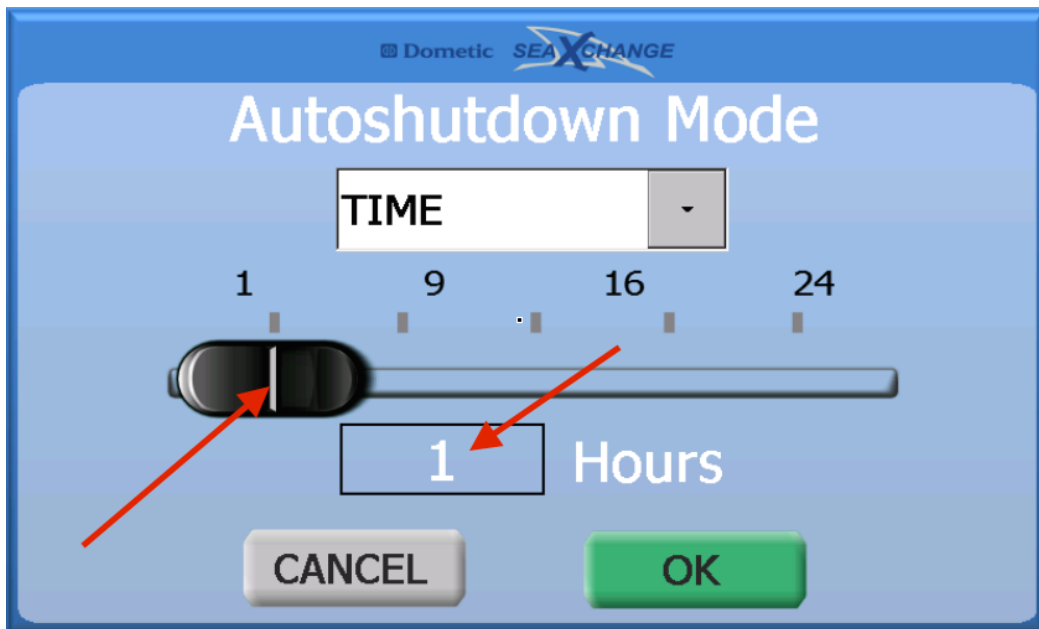 Dometic SEAXCHANGE
Autoshutdown Mode
TIME
1 9 16 24
1 Hours
CANCEL OK